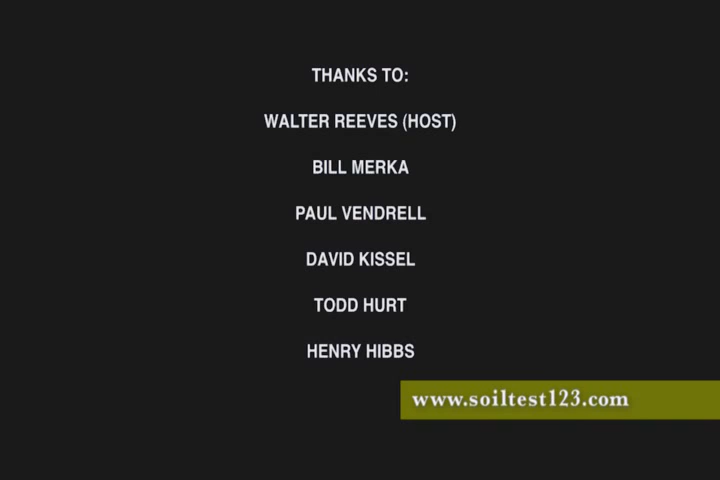 THANKS TO:
WALTER REEVES (HOST)
BILL MERKA
PAUL VENDRELL
DAVID KISSEL
TODD HURT
HENRY HIBBS
www.soiltest123.com